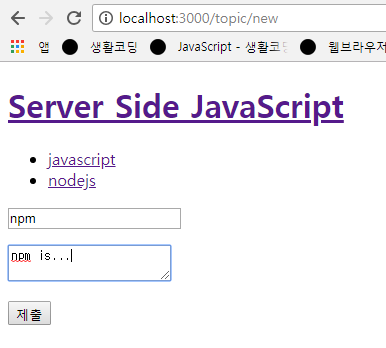 localhost:3000/topic/new
앱 생활코딩 JavaScript - 생활코딩 웹브라우저
Server Side JavaScript
javascript
nodejs
npm
npm is...
제출